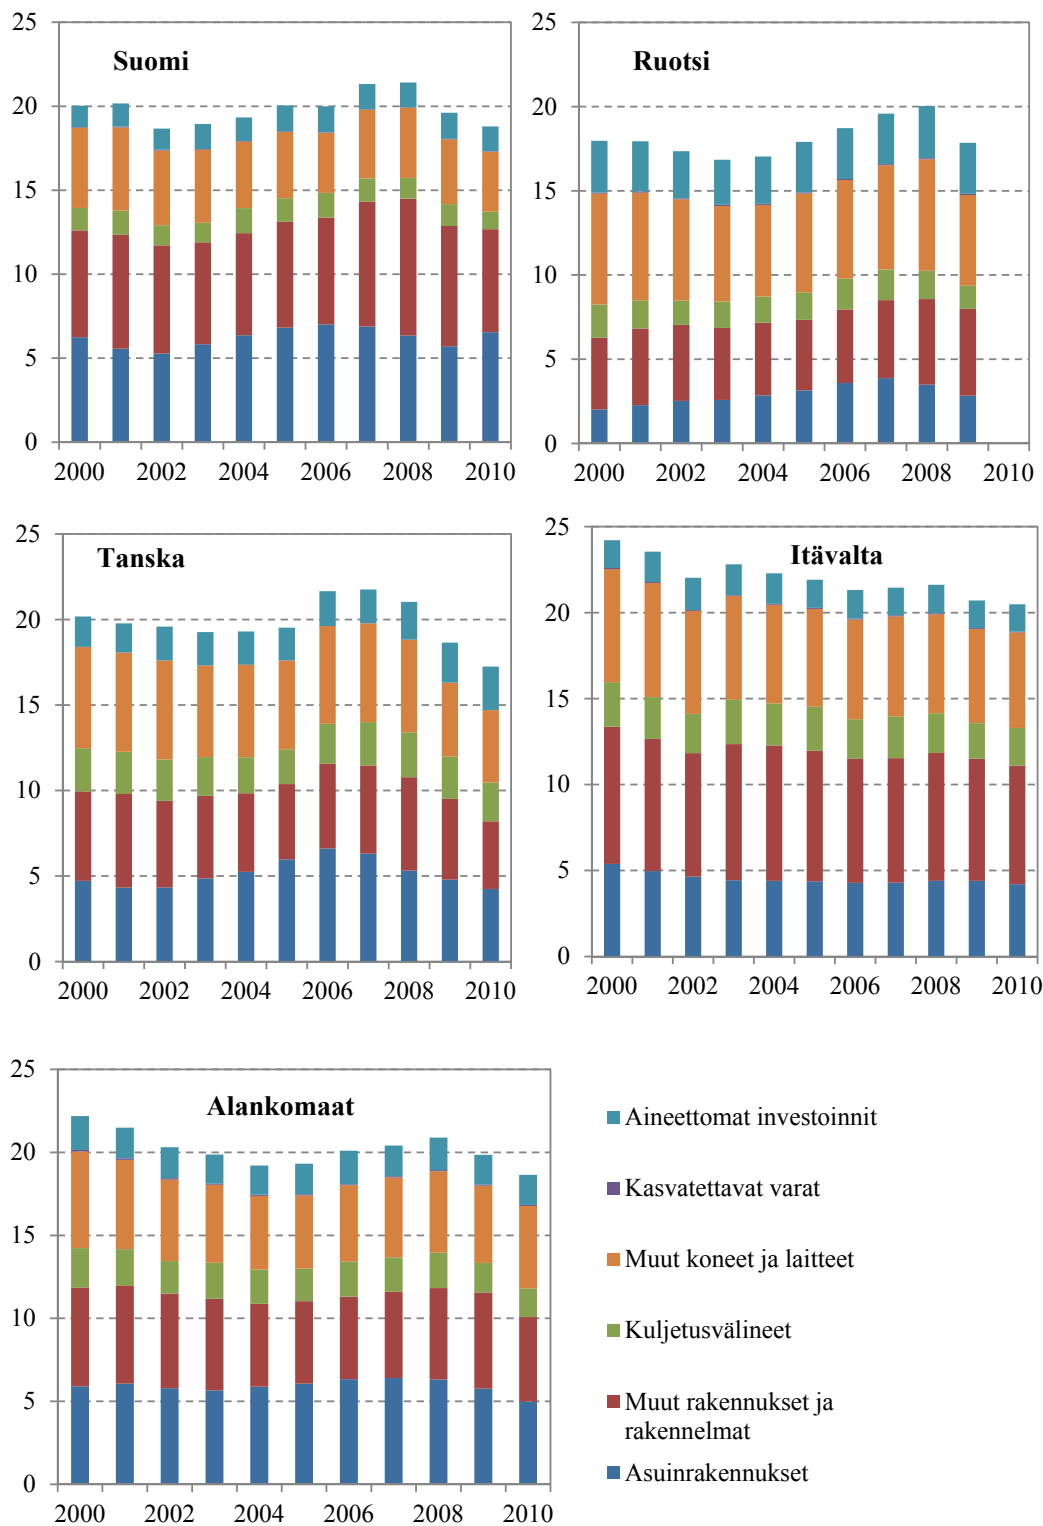 Suomi
25
20
15
10
5
0
2000 2002 2004 2006 2008 2010
Ruotsi
25
20
15
10
5
0
2000 2002 2004 2006 2008 2010
Tanska
25
20
15
10
5
0
2000 2002 2004 2006 2008 2010
Itävalta
25
20
15
10
5
0
2000 2002 2004 2006 2008 2010
Alankomaat
25
20
15
10
5
0
2000 2002 2004 2006 2008 2010
Aineettomat investoinnit
Kasvatettavat varat
Muut koneet ja laitteet
Kuljetusvälineet
Muut rakennukset ja
rakennelmat
Asuinrakennukset